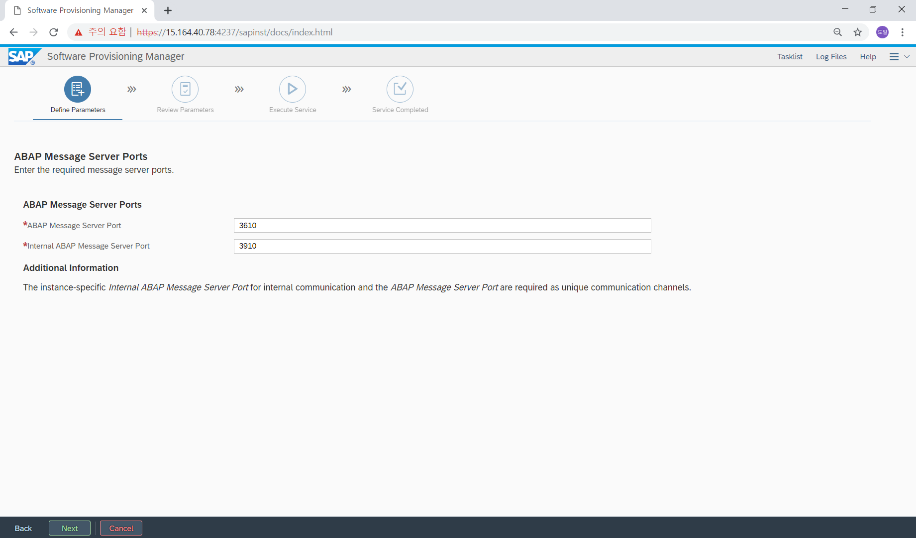 Software Provisioning Manager
주의 요함 | https://15.164.40.78:4237/sapinst/docs/index.html
SAP Software Provisioning Manager
Tasklist Log Files Help
Define Parameters Review Parameters Execute Service Service Completed
ABAP Message Server Ports
Enter the required message server ports.
ABAP Message Server Ports
*ABAP Message Server Port 3610
*Internal ABAP Message Server Port 3910
Additional Information
The instance-specific Internal ABAP Message Server Port for internal communication and the ABAP Message Server Port are required as unique communication channels.
Back Next Cancel